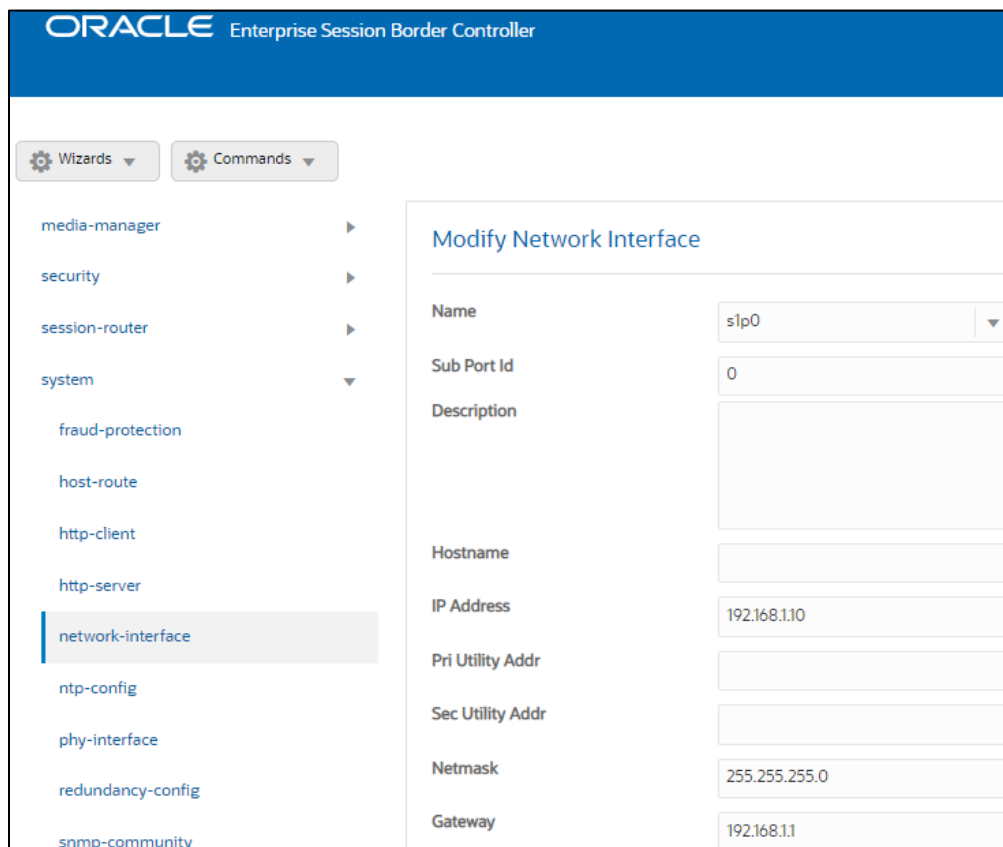 ORACLE Enterprise Session Border Controller
Wizards Commands
media-manager
security
session-router
system
fraud-protection
host-route
http-client
http-server
network-interface
ntp-config
phy-interface
redundancy-config
snmp-community
Modify Network Interface
Name s1p0
Sub Port Id 0
Description
Hostname
IP Address 192.168.1.10
Pri Utility Addr
Sec Utility Addr
Netmask 255.255.255.0
Gateway 192.168.1.1